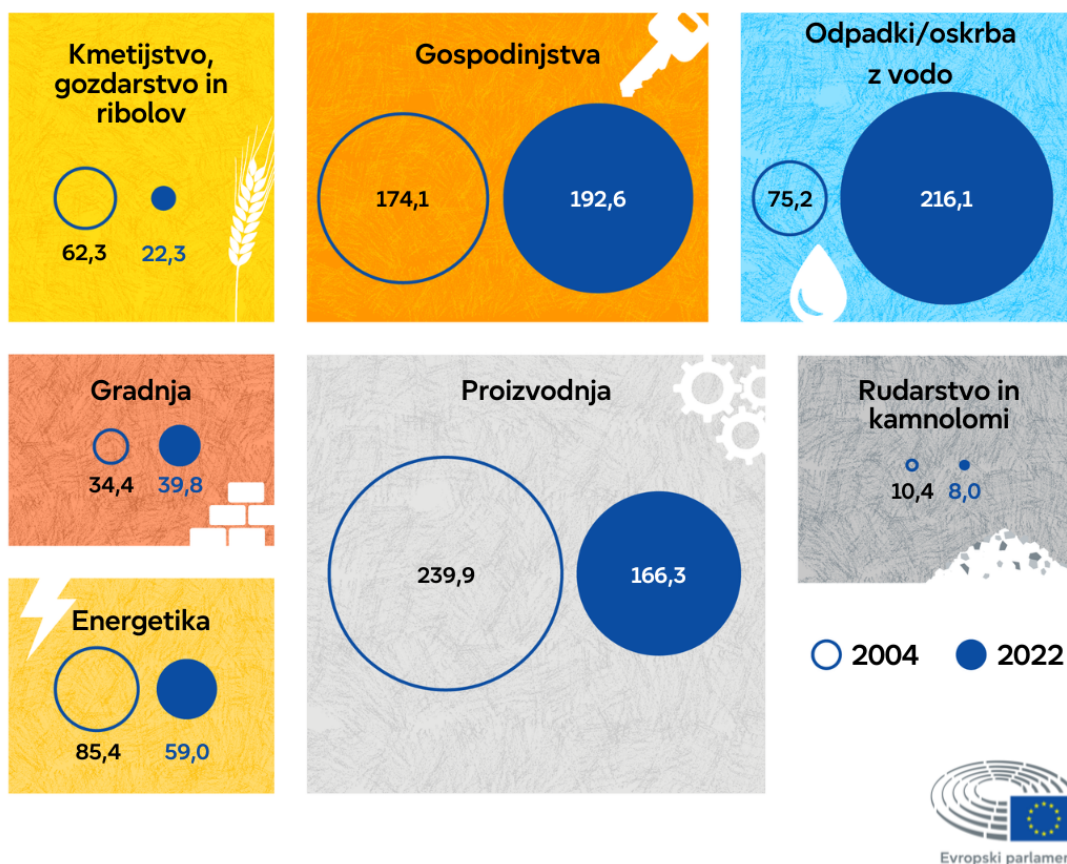 Kmetijstvo,
gozdarstvo in
ribolov
62,3 22,3
Gospodinjstva
174,1 192,6
Odpadki/oskrba
z vodo
75,2 216,1
Gradnja
34,4 39,8
Proizvodnja
239,9 166,3
Rudarstvo in
kamnolomi
10,4 8,0
Energetika
85,4 59,0
2004 2022
Evropski parlamen